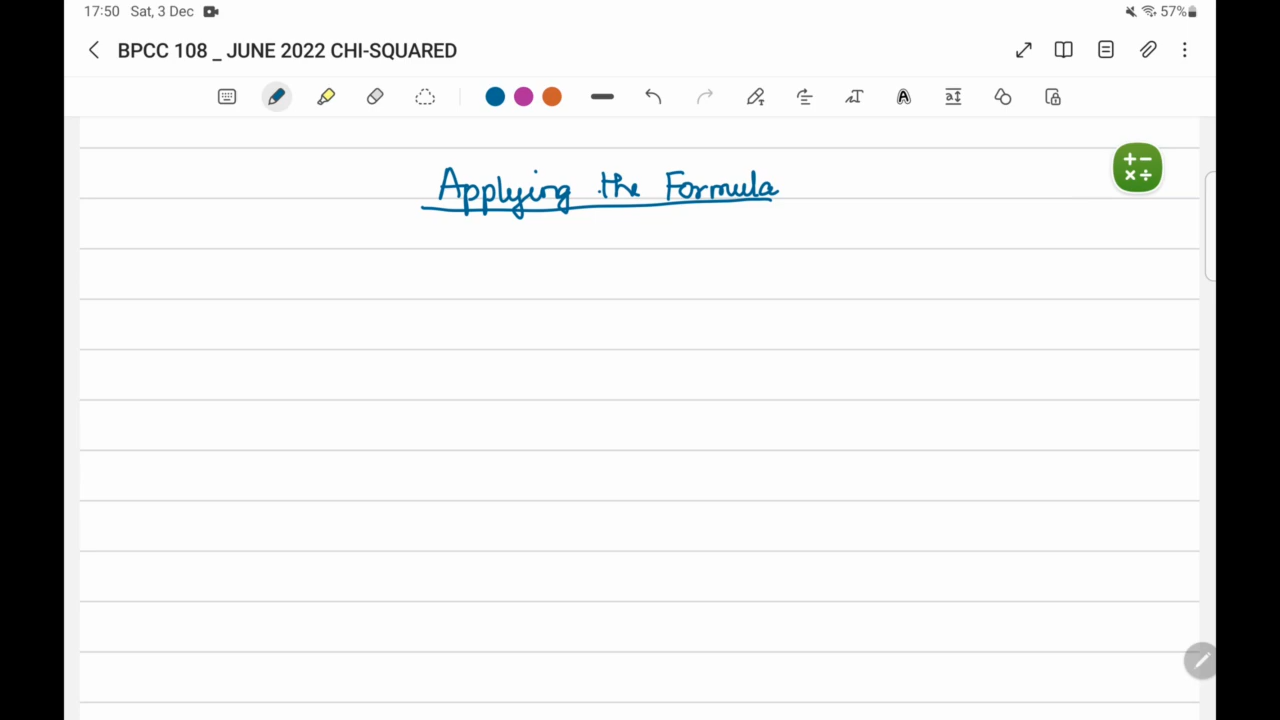 17:50 Sat, 3 Dec 57%
BPCC 108 _ JUNE 2022 CHI-SQUARED
Applying the Formula